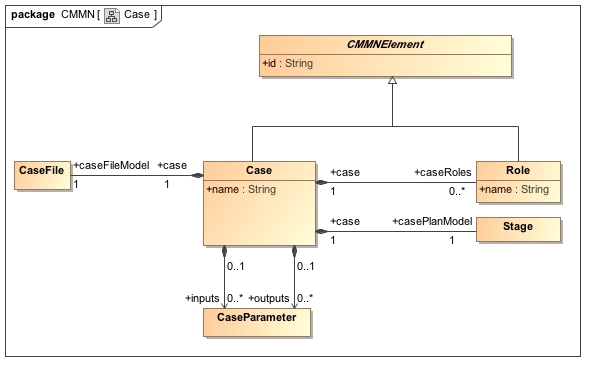 package CMMN [ Case ]
CMMNElement
+id : String
CaseFile
+caseFileModel
1
+case
1
Case
+name : String
+case
1
+caseRoles
0..*
Role
+name : String
+case
1
+casePlanModel
1
Stage
0..1
0..1
+inputs
0..*
+outputs
0..*
CaseParameter